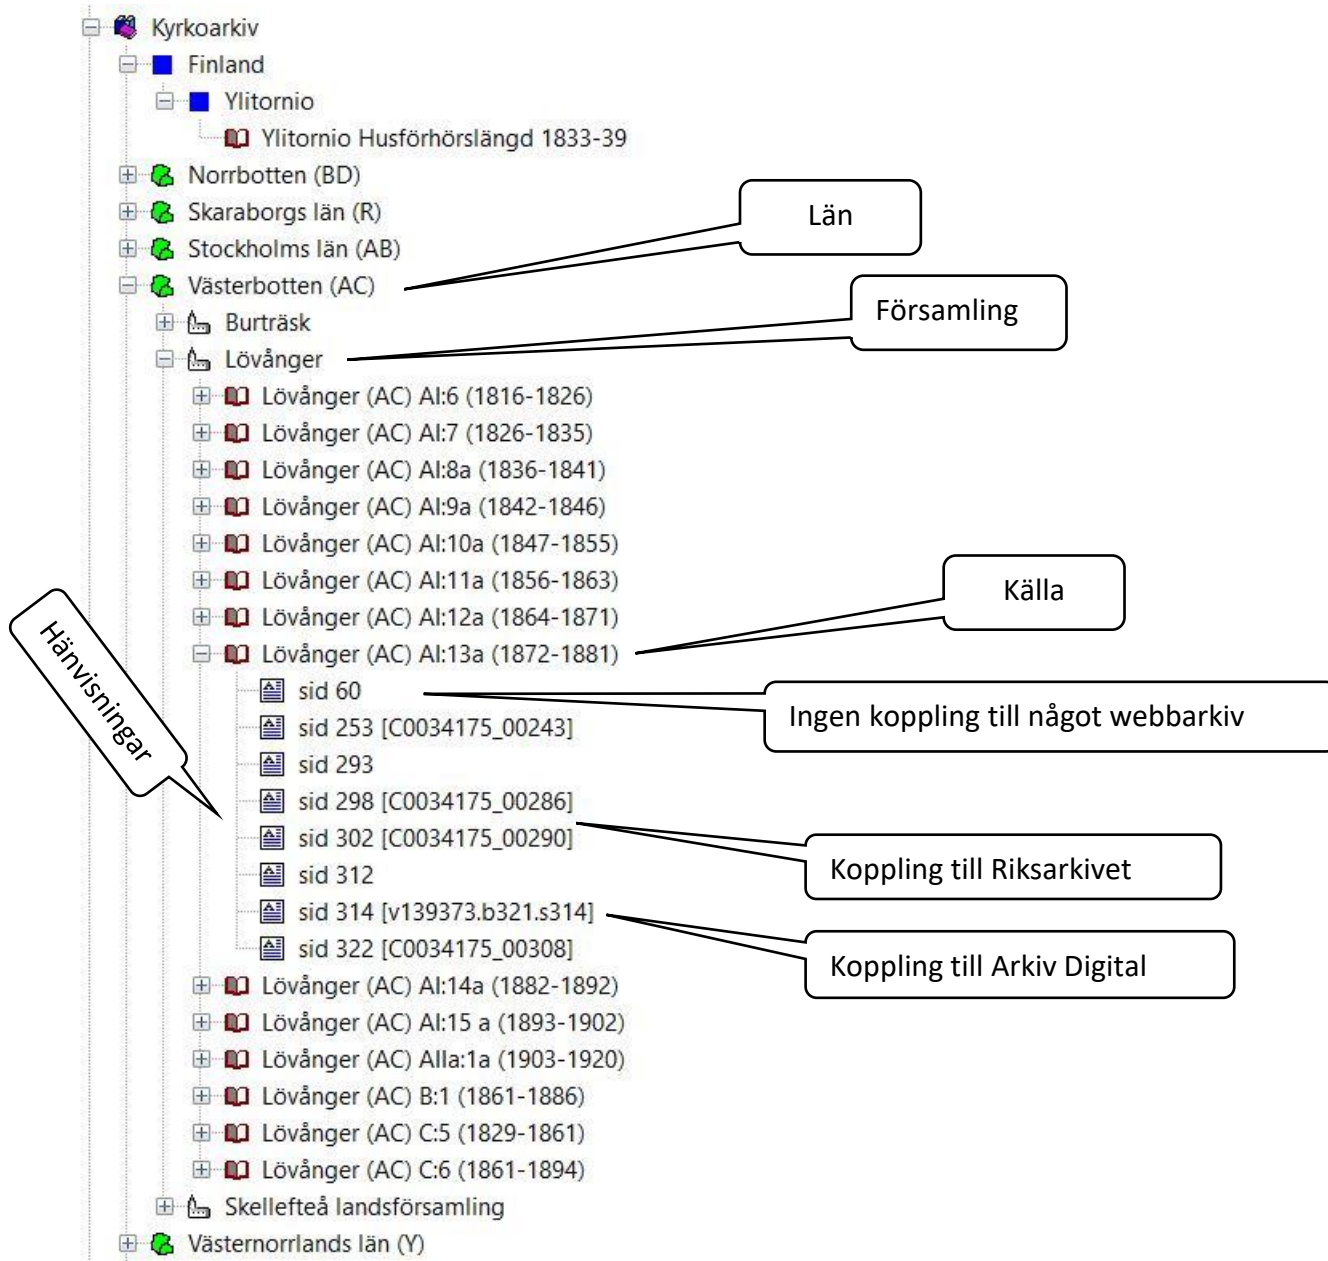 Kyrkoarkiv
Finland
Ylitornio
Ylitornio Husförhörslängd 1833-39
Norrbotten (BD)
Skaraborgs län (R)
Län
Stockholms län (AB)
Västerbotten (AC)
Församling
Burträsk
Lövånger
Lövånger (AC) AI:6 (1816-1826)
Lövånger (AC) AI:7 (1826-1835)
Lövånger (AC) AI:8a (1836-1841)
Lövånger (AC) AI:9a (1842-1846)
Lövånger (AC) AI:10a (1847-1855)
Lövånger (AC) AI:11a (1856-1863)
Källa
Lövånger (AC) AI:12a (1864-1871)
Lövånger (AC) AI:13a (1872-1881)
Hänvisningar
sid 60
Ingen koppling till något webbarkiv
sid 253 [C0034175_00243]
sid 293
sid 298 [C0034175_00286]
sid 302 [C0034175_00290]
Koppling till Riksarkivet
sid 312
sid 314 [v139373.b321.s314]
sid 322 [C0034175_00308]
Koppling till Arkiv Digital
Lövånger (AC) AI:14a (1882-1892)
Lövånger (AC) AI:15 a (1893-1902)
Lövånger (AC) AIIa:1a (1903-1920)
Lövånger (AC) B:1 (1861-1886)
Lövånger (AC) C:5 (1829-1861)
Lövånger (AC) C:6 (1861-1894)
Skellefteå landsförsamling
Västernorrlands län (Y)